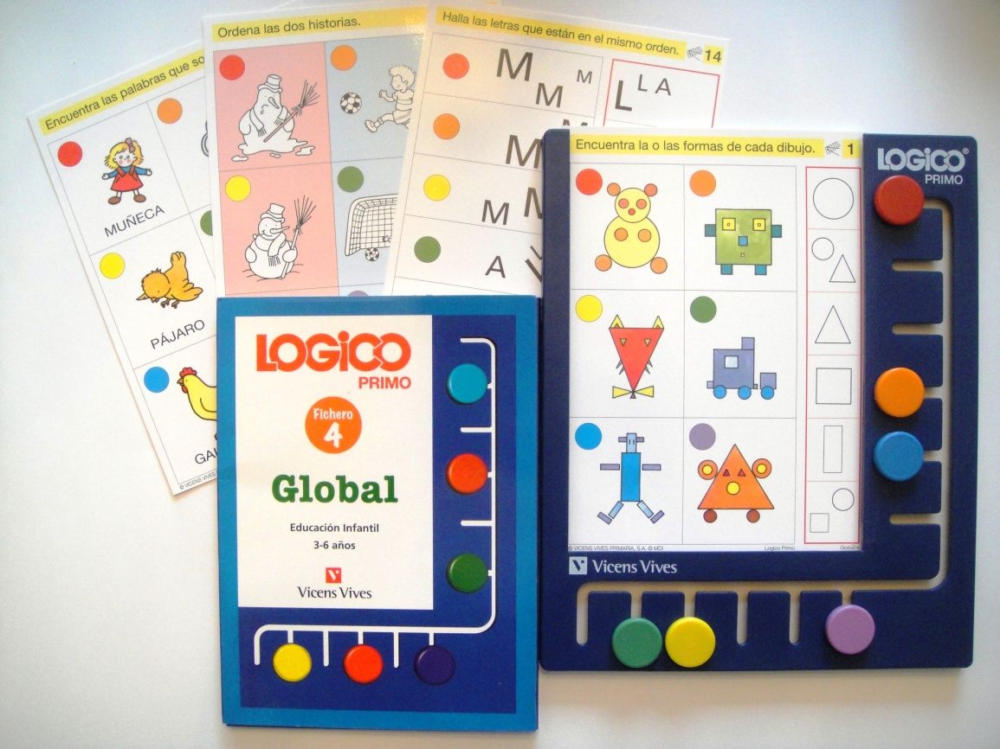 Encuentra las palabras que so
MUÑECA
PÁJARO
GA
© VICENS VIVES
Ordena las dos historias.
Halla las letras que están en el mismo orden. 14
M M M
L L A
M
M M
A
Encuentra la o las formas de cada dibujo. 1
© VICENS VIVES PRIMARIA, S.A. © MDI
Logico Primo
Global 4
LOGiCO®
PRIMO
Vicens Vives
LOGiCO
PRIMO
Fichero
4
Global
Educación Infantil
3-6 años
Vicens Vives